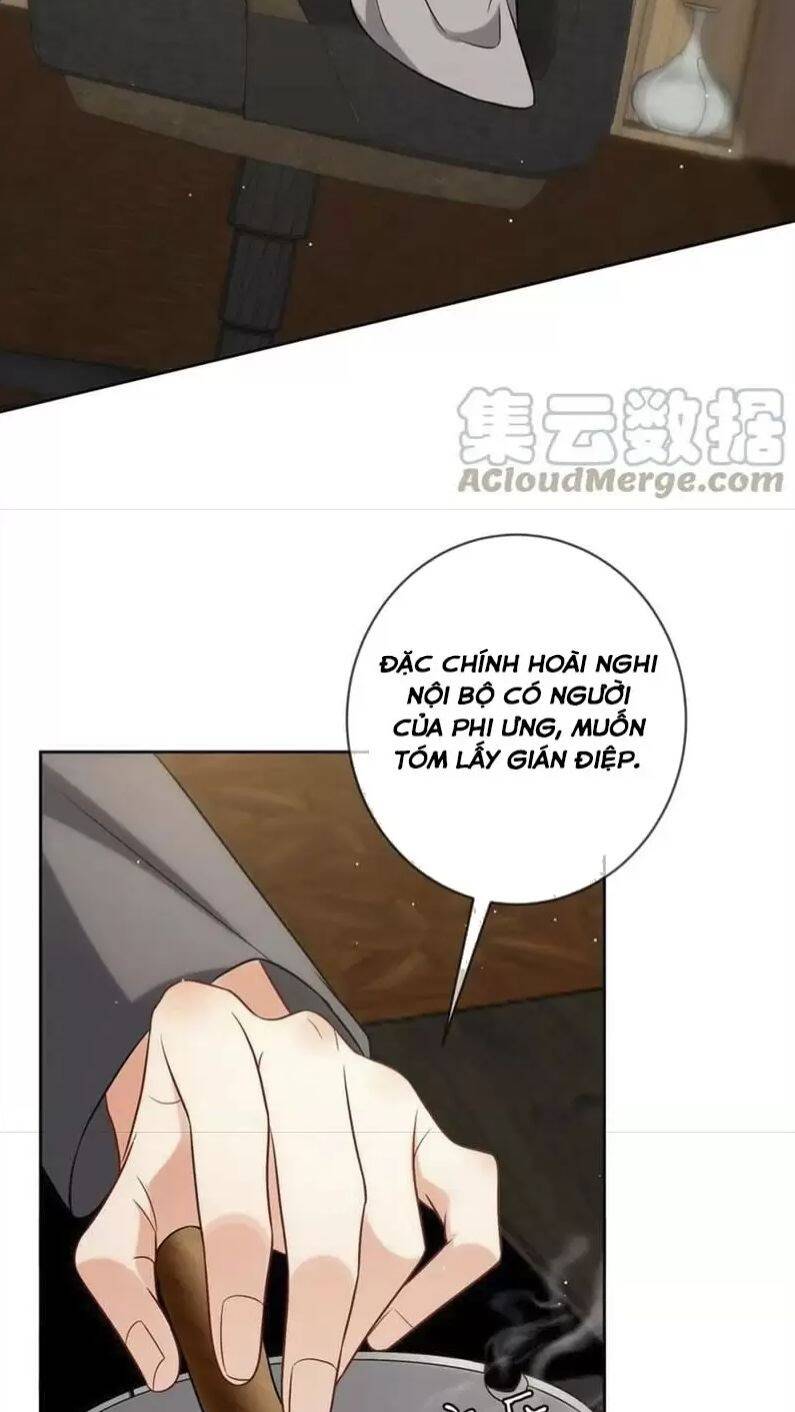 集云数据
ACloudMerge.com
ĐẶC CHÍNH HOÀI NGHI
NỘI BỘ CÓ NGƯỜI
CỦA PHI ƯNG, MUỐN
TÓM LẤY GIÁN ĐIỆP.